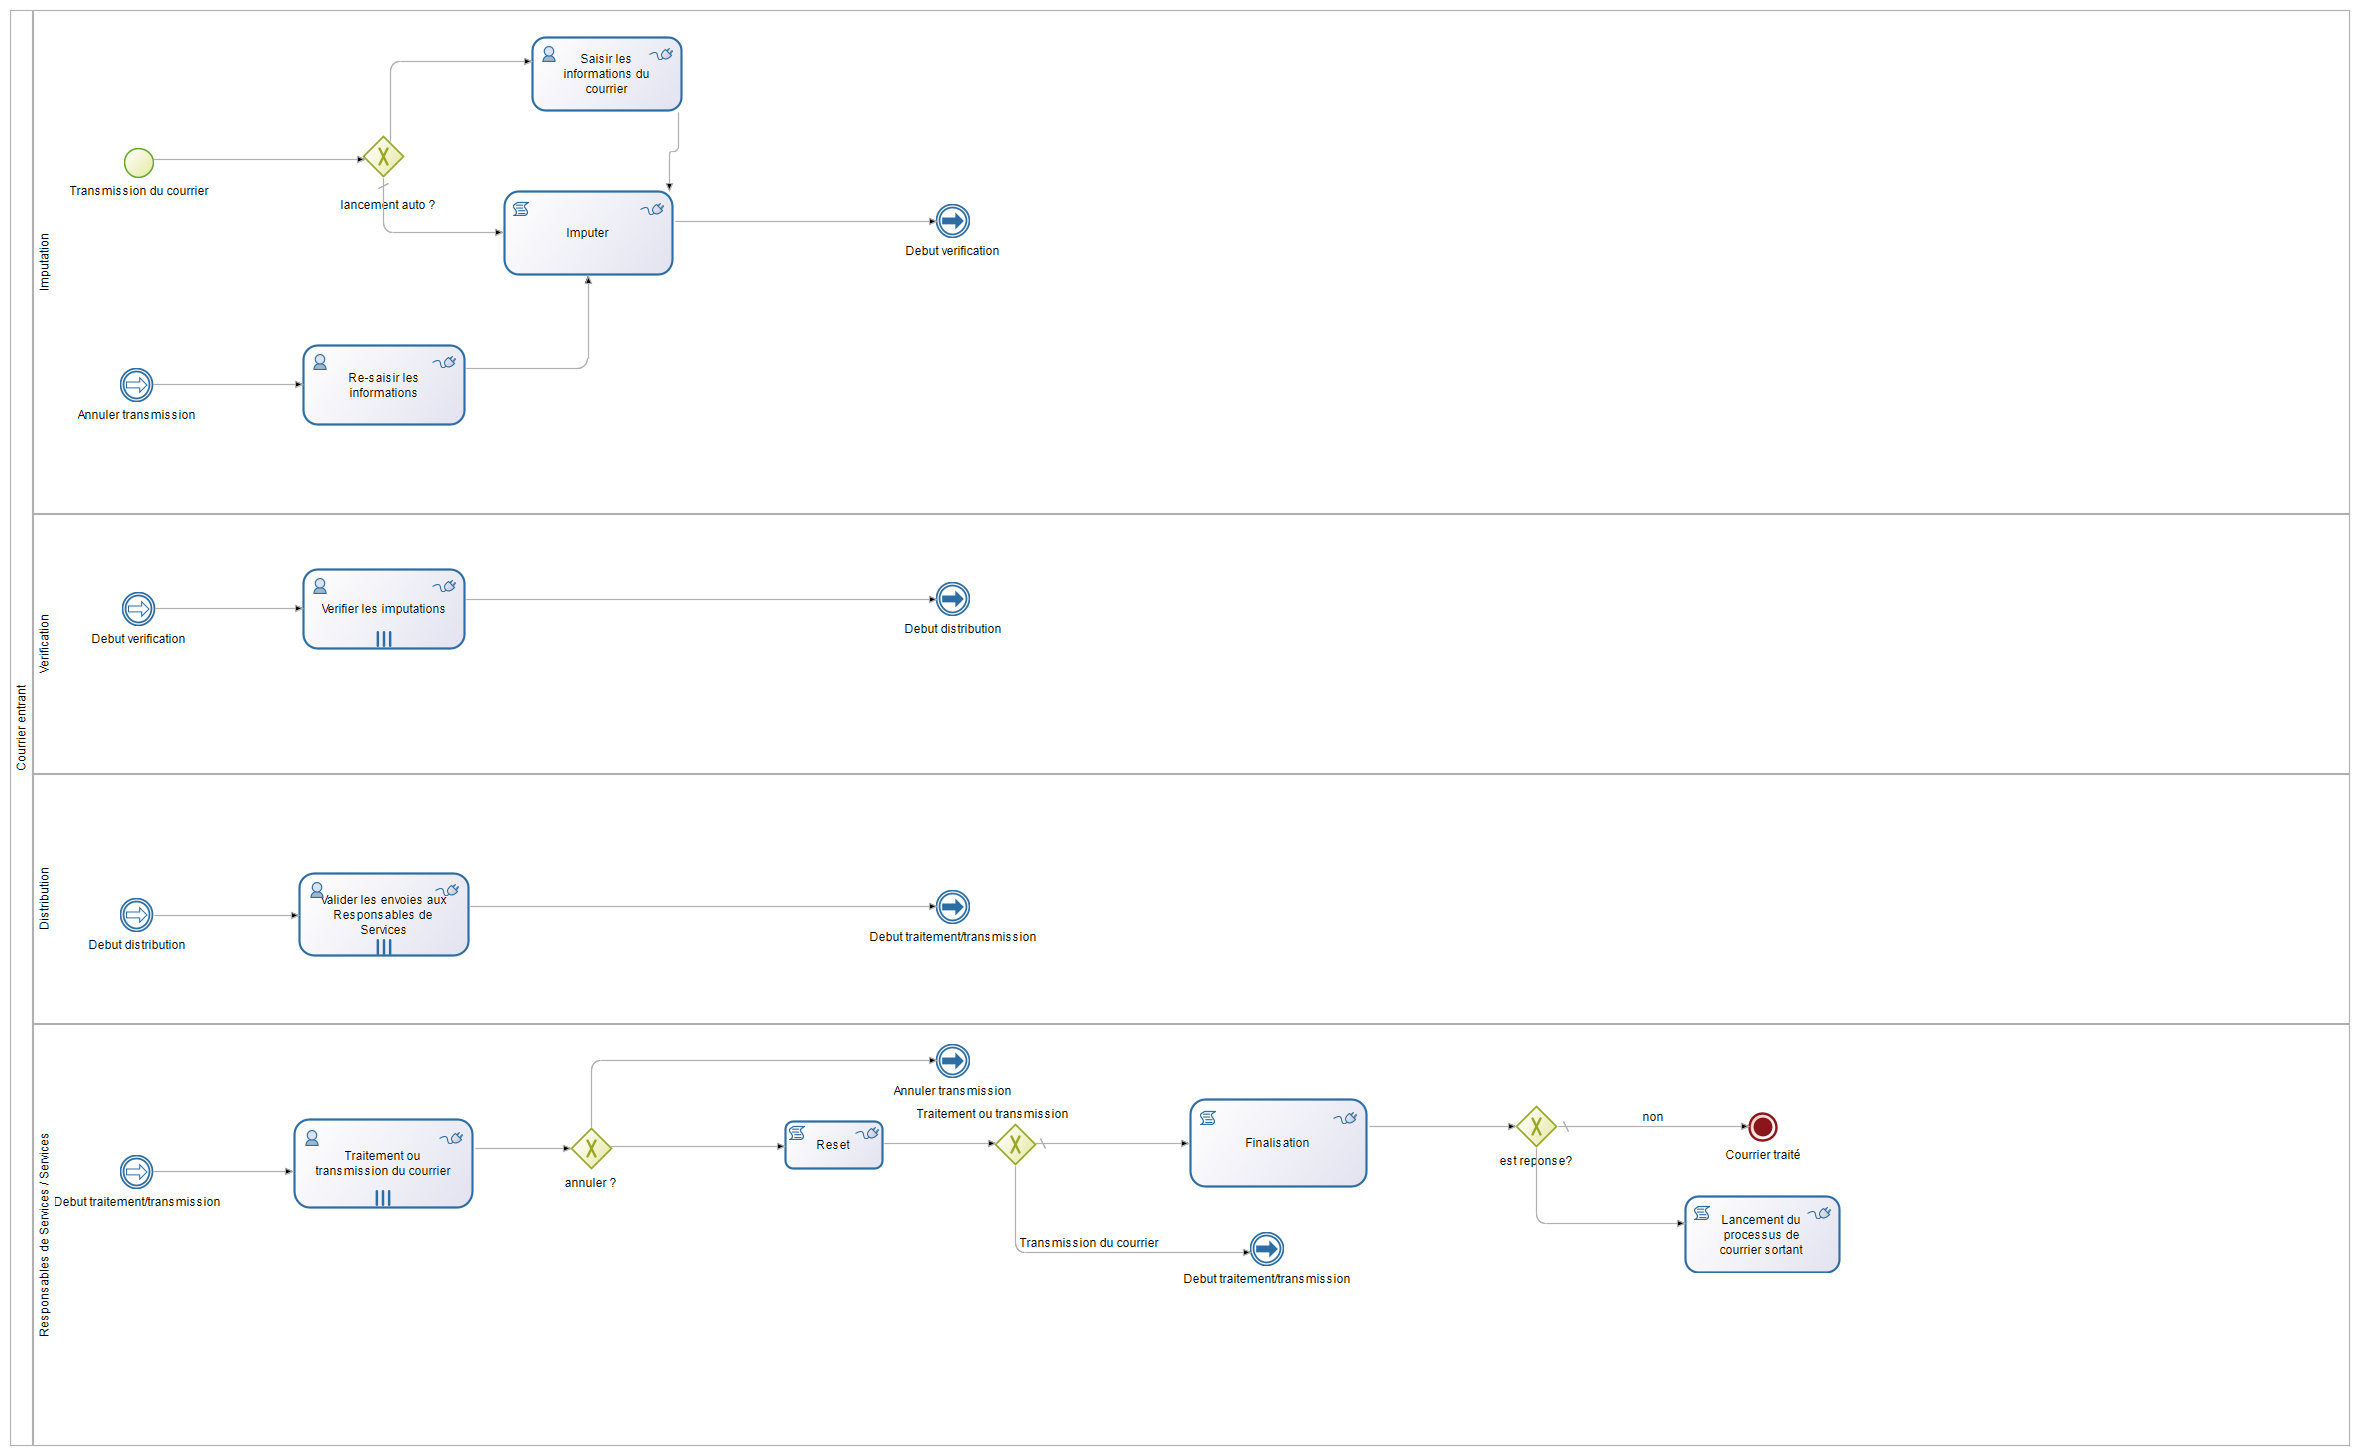 Courrier entrant
Imputation
Saisir les
informations du
courrier
Transmission du courrier
lancement auto ?
Imputer
Debut verification
Re-saisir les
informations
Annuler transmission
Verification
Verifier les imputations
Debut verification
Debut distribution
Distribution
Valider les envoies aux
Responsables de
Services
Debut distribution
Debut traitement/transmission
Responsables de Services / Services
Annuler transmission
Traitement ou transmission
Traitement ou
transmission du courrier
Debut traitement/transmission
annuler ?
Reset
Finalisation
Transmission du courrier
Debut traitement/transmission
est reponse?
non
Courrier traité
Lancement du
processus de
courrier sortant